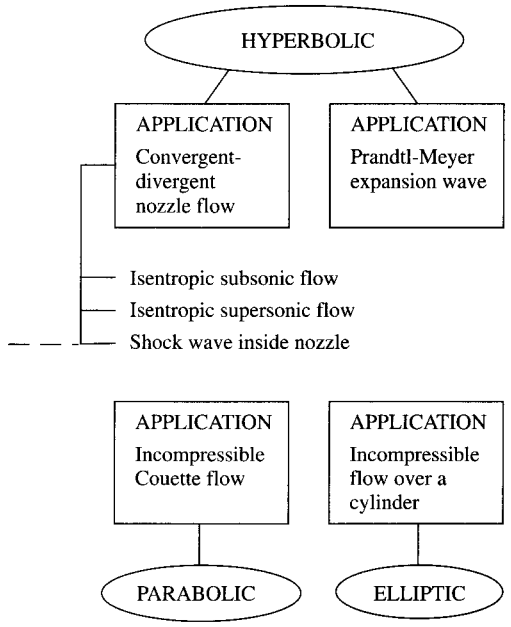 HYPERBOLIC
APPLICATION
Convergent-
divergent
nozzle flow
APPLICATION
Prandtl-Meyer
expansion wave
Isentropic subsonic flow
Isentropic supersonic flow
Shock wave inside nozzle
APPLICATION
Incompressible
Couette flow
APPLICATION
Incompressible
flow over a
cylinder
PARABOLIC
ELLIPTIC